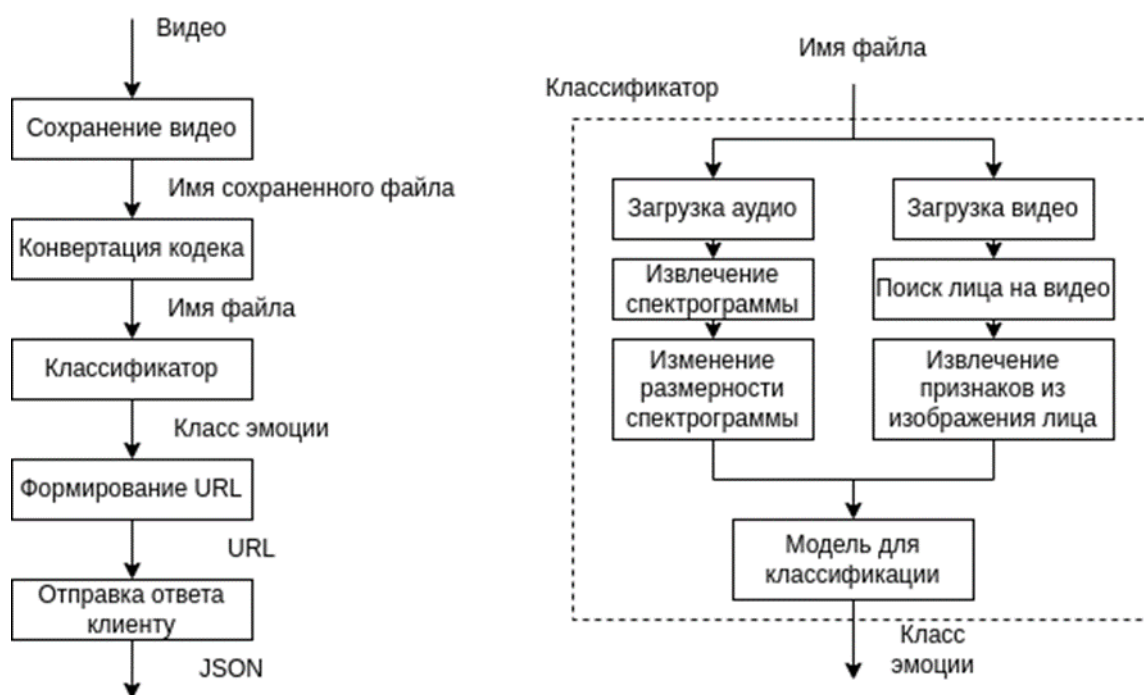 Видео
Сохранение видео
Имя сохраненного файла
Конвертация кодека
Имя файла
Классификатор
Класс эмоции
Формирование URL
URL
Отправка ответа
клиенту
JSON
Имя файла
Классификатор
Загрузка аудио
Загрузка видео
Извлечение
спектрограммы
Поиск лица на видео
Изменение
размерности
спектрограммы
Извлечение
признаков из
изображения лица
Модель для
классификации
Класс
эмоции